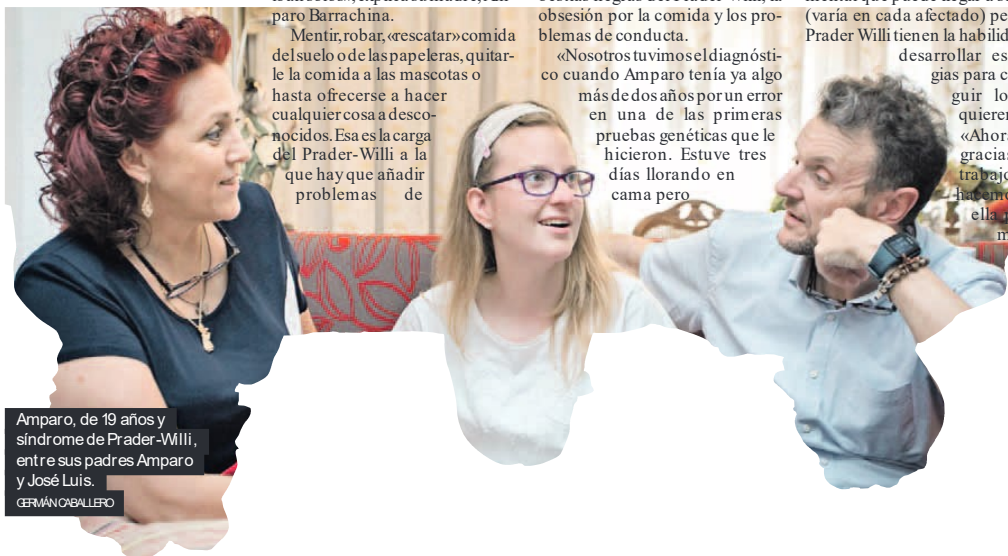 paro Barrachina.
Mentir, robar, «rescatar» comida
del suelo o de las papeleras, quitar-
le la comida a las mascotas o
hasta ofrecerse a hacer
cualquier cosa a desco-
nocidos. Esa es la carga
del Prader-Willi a la
que hay que añadir
problemas de
obsesión por la comida y los pro-
blemas de conducta.
«Nosotros tuvimos el diagnósti-
co cuando Amparo tenía ya algo
más de dos años por un error
en una de las primeras
pruebas genéticas que le
hicieron. Estuve tres
días llorando en
cama pero
mental que puede llegar a
(varía en cada afectado) pe
Prader Willi tienen la habilid
desarrollar es
gias para c
guir lo
quieren
«Ahor
gracias
trabajo
hacemo
ella
m
Amparo, de 19 años y
síndrome de Prader-Willi,
entre sus padres Amparo
y José Luis.
GERMÁN CABALLERO